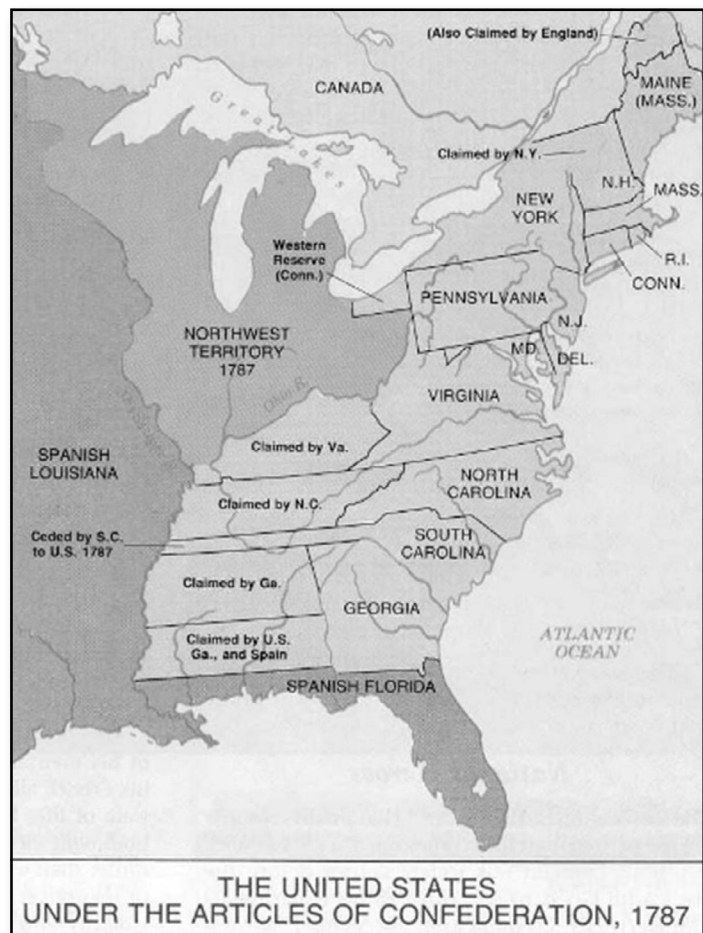 (Also Claimed by England)
CANADA
MAINE
(MASS.)
Great Lakes
Claimed by N.Y.
N.H.
MASS.
NEW
YORK
Western
Reserve
(Conn.)
R.I.
CONN.
PENNSYLVANIA
N.J.
NORTHWEST
TERRITORY
1787
MD.
DEL.
VIRGINIA
Ohio R.
SPANISH
LOUISIANA
Claimed by Va.
Claimed by N.C.
NORTH
CAROLINA
Ceded by S.C.
to U.S. 1787
SOUTH
CAROLINA
Claimed by Ga.
GEORGIA
Claimed by U.S.
Ga., and Spain
ATLANTIC
OCEAN
SPANISH FLORIDA
THE UNITED STATES
UNDER THE ARTICLES OF CONFEDERATION, 1787